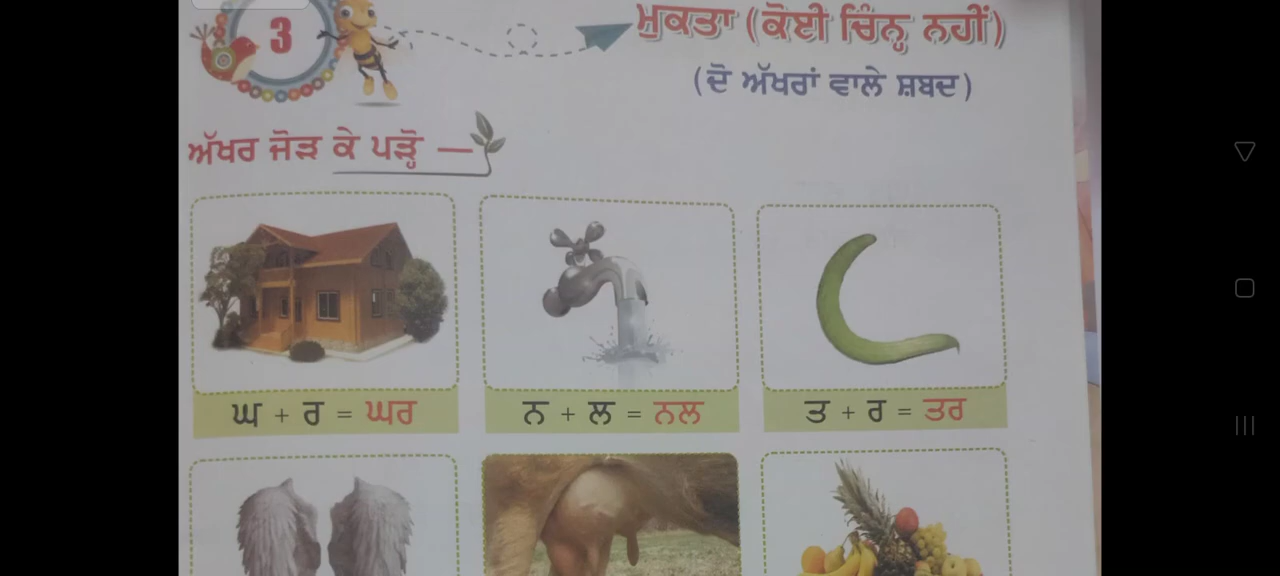 3
ਮੁਕਤਾ (ਕੋਈ ਚਿੰਨ੍ਹ ਨਹੀਂ)
(ਦੋ ਅੱਖਰਾਂ ਵਾਲੇ ਸ਼ਬਦ)
ਅੱਖਰ ਜੋੜ ਕੇ ਪੜ੍ਹੋ —
ਘ + ਰ = ਘਰ
ਨ + ਲ = ਨਲ
ਤ + ਰ = ਤਰ